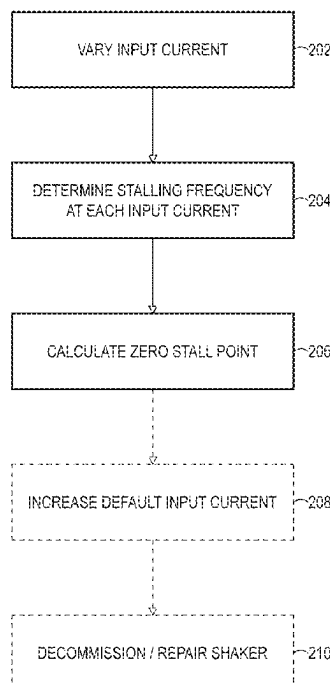 VARY INPUT CURRENT
202
DETERMINE STALLING FREQUENCY
AT EACH INPUT CURRENT
204
CALCULATE ZERO STALL POINT
206
INCREASE DEFAULT INPUT CURRENT
208
DECOMMISSION / REPAIR SHAKER
210